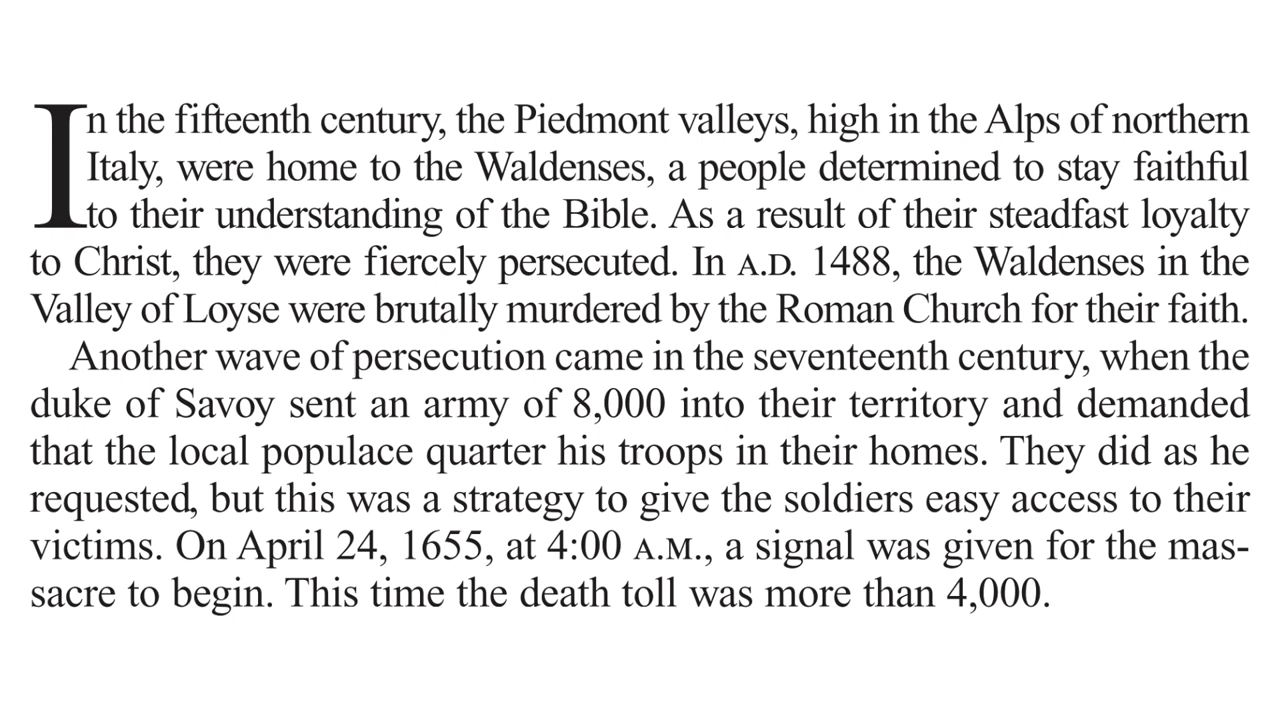 In the fifteenth century, the Piedmont valleys, high in the Alps of northern
Italy, were home to the Waldenses, a people determined to stay faithful
to their understanding of the Bible. As a result of their steadfast loyalty
to Christ, they were fiercely persecuted. In A.D. 1488, the Waldenses in the
Valley of Loyse were brutally murdered by the Roman Church for their faith.
Another wave of persecution came in the seventeenth century, when the
duke of Savoy sent an army of 8,000 into their territory and demanded
that the local populace quarter his troops in their homes. They did as he
requested, but this was a strategy to give the soldiers easy access to their
victims. On April 24, 1655, at 4:00 A.M., a signal was given for the mas-
sacre to begin. This time the death toll was more than 4,000.